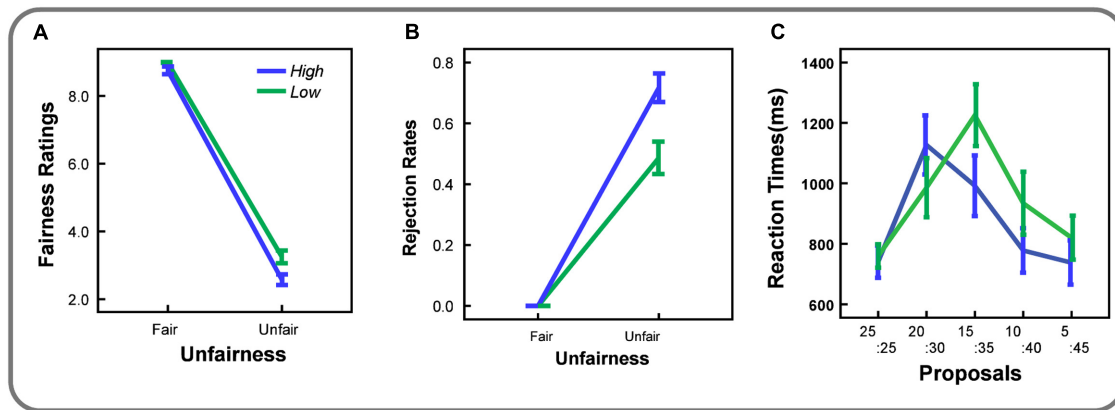 A
Fairness Ratings
8.0
6.0
4.0
2.0
High
Low
Fair Unfair
Unfairness
B
Rejection Rates
0.8
0.6
0.4
0.2
0.0
Fair Unfair
Unfairness
C
Reaction Times(ms)
1400
1200
1000
800
600
25 20 15 10 5
:25 :30 :35 :40 :45
Proposals